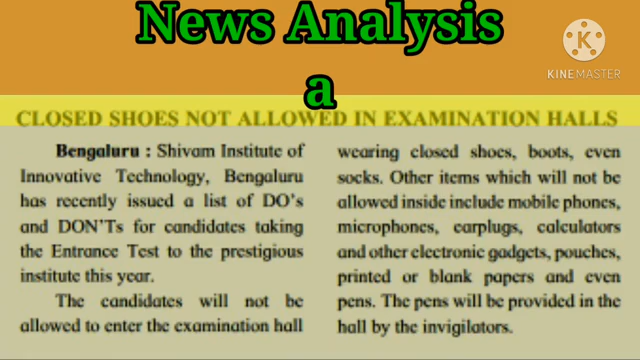 News Analysis
a
K
KINEMASTER
CLOSED SHOES NOT ALLOWED IN EXAMINATION HALLS
Bengaluru : Shivam Institute of
Innovative Technology, Bengaluru
has recently issued a list of DO's
and DON'Ts for candidates taking
the Entrance Test to the prestigious
institute this year.
The candidates will not be
allowed to enter the examination hall
wearing closed shoes, boots, even
socks. Other items which will not be
allowed inside include mobile phones,
microphones, earplugs, calculators
and other electronic gadgets, pouches,
printed or blank papers and even
pens. The pens will be provided in the
hall by the invigilators.